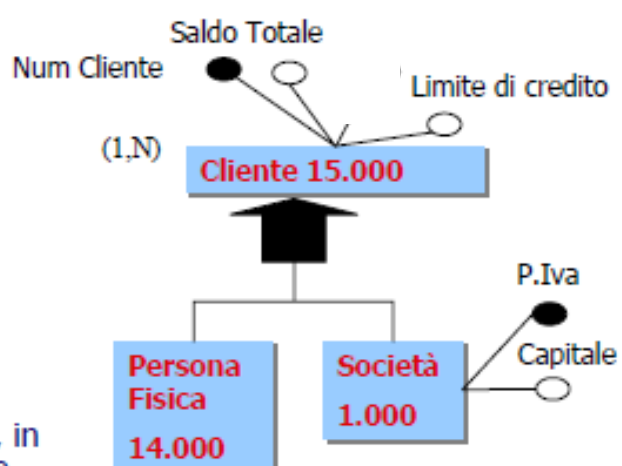 Saldo Totale
Num Cliente
Limite di credito
(1,N)
Cliente 15.000
P.Iva
Capitale
Persona
Fisica
14.000
Società
1.000
, in